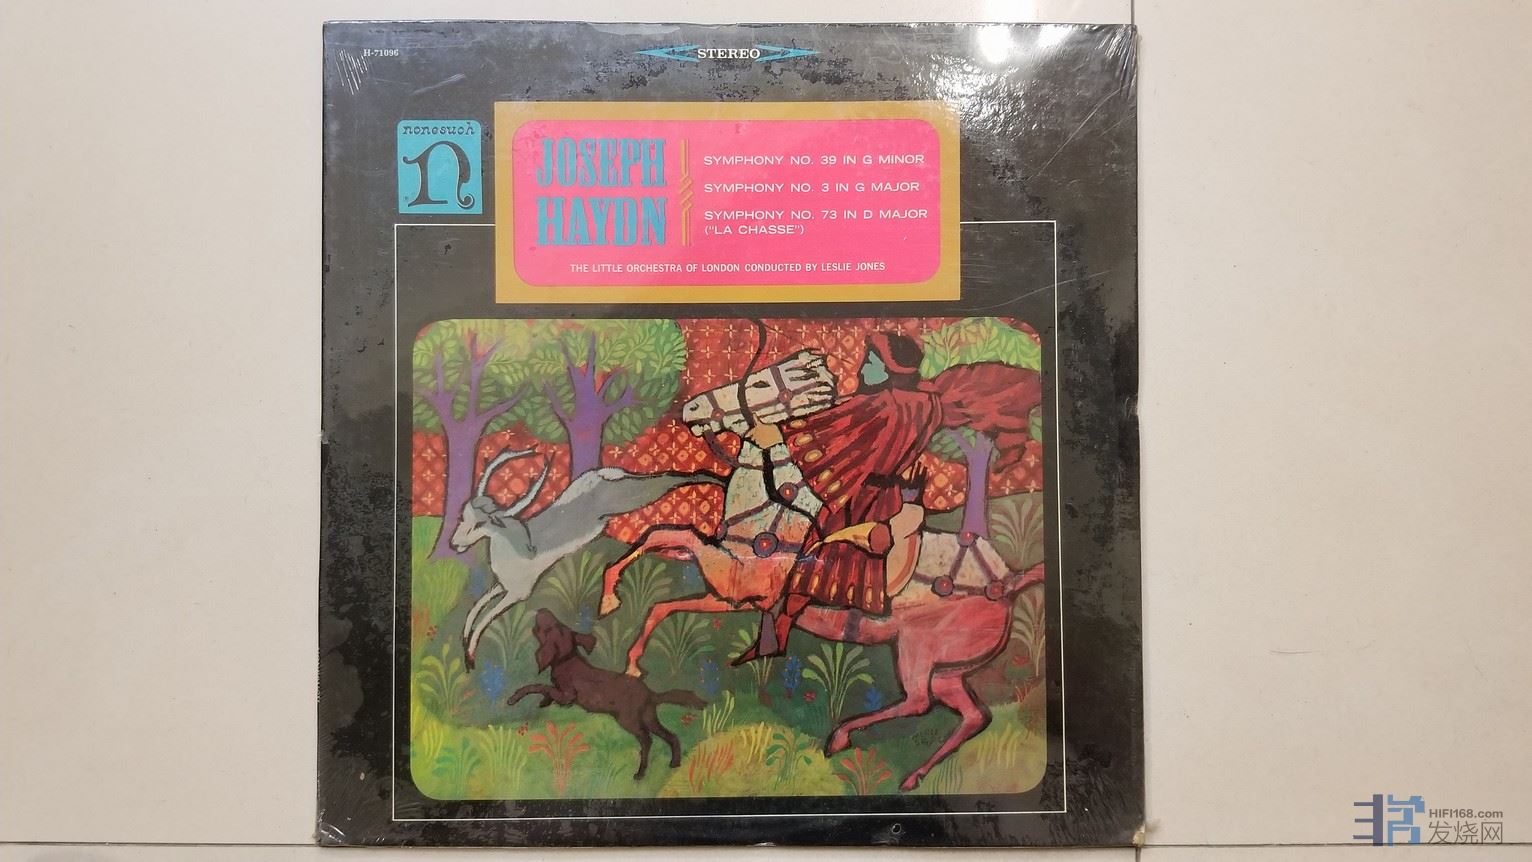 H-71096
STEREO
nonesuch
n
JOSEPH
HAYDN
SYMPHONY NO. 39 IN G MINOR
SYMPHONY NO. 3 IN G MAJOR
SYMPHONY NO. 73 IN D MAJOR
("LA CHASSE")
THE LITTLE ORCHESTRA OF LONDON CONDUCTED BY LESLIE JONES
HIFI168.com
发烧网